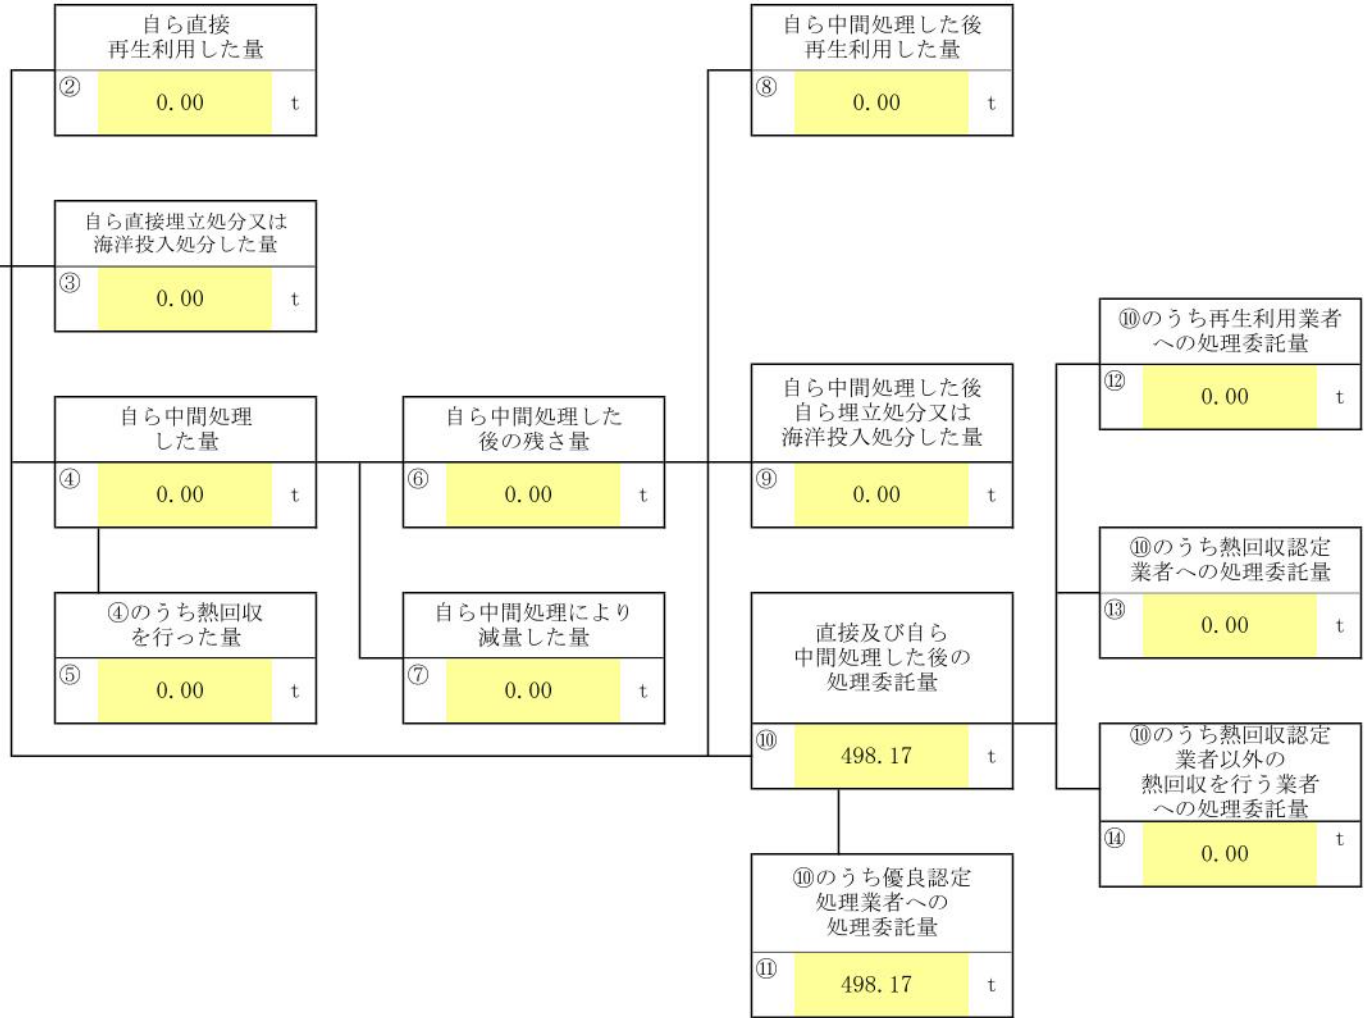 自ら直接
再生利用した量
② 0.00 t
自ら直接埋立処分又は
海洋投入処分した量
③ 0.00 t
自ら中間処理
した量
④ 0.00 t
④のうち熱回収
を行った量
⑤ 0.00 t
自ら中間処理した
後の残さ量
⑥ 0.00 t
自ら中間処理により
減量した量
⑦ 0.00 t
自ら中間処理した後
再生利用した量
⑧ 0.00 t
自ら中間処理した後
自ら埋立処分又は
海洋投入処分した量
⑨ 0.00 t
直接及び自ら
中間処理した後の
処理委託量
⑩ 498.17 t
⑩のうち優良認定
処理業者への
処理委託量
⑪ 498.17 t
⑩のうち再生利用業者
への処理委託量
⑫ 0.00 t
⑩のうち熱回収認定
業者への処理委託量
⑬ 0.00 t
⑩のうち熱回収認定
業者以外の
熱回収を行う業者
への処理委託量
⑭ 0.00 t